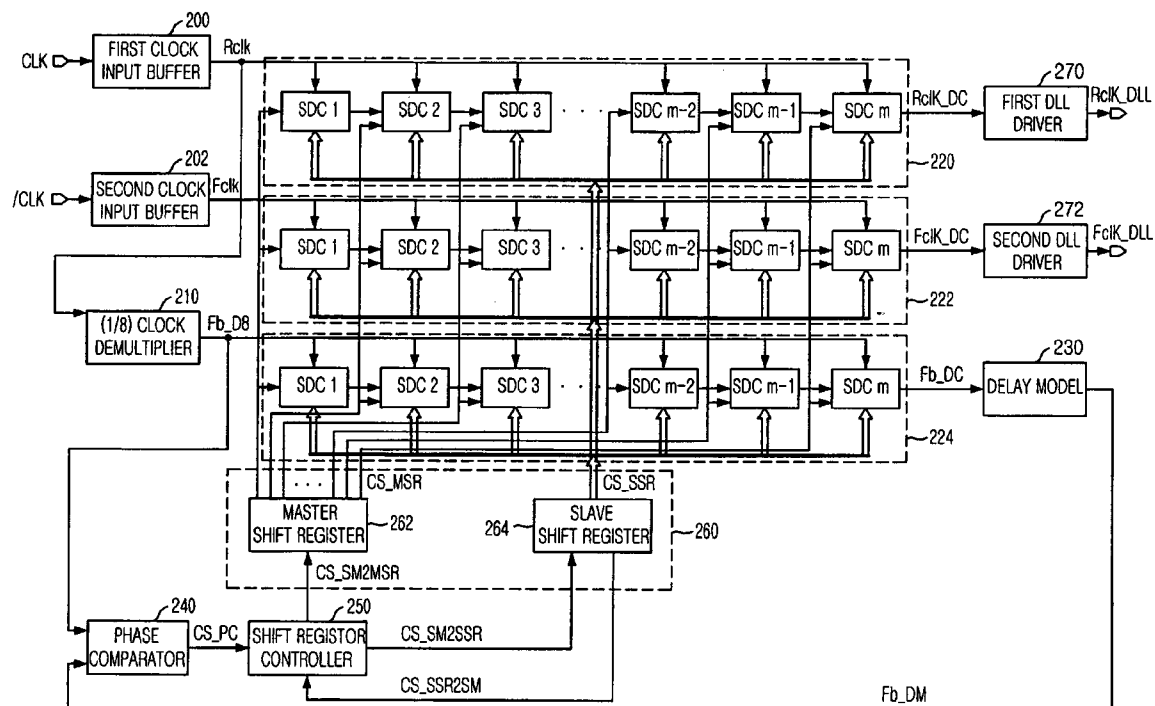 200
CLK
FIRST CLOCK
INPUT BUFFER
Rclk
SDC 1
SDC 2
SDC 3
. . . .
SDC m-2
SDC m-1
SDC m
RclK_DC
270
FIRST DLL
DRIVER
RclK_DLL
220
202
/CLK
SECOND CLOCK
INPUT BUFFER
Fclk
SDC 1
SDC 2
SDC 3
. . . .
SDC m-2
SDC m-1
SDC m
FclK_DC
272
SECOND DLL
DRIVER
FclK_DLL
222
210
(1/8) CLOCK
DEMULTIPLIER
Fb_D8
SDC 1
SDC 2
SDC 3
. . . .
SDC m-2
SDC m-1
SDC m
Fb_DC
230
DELAY MODEL
224
. . . .
CS_MSR
CS_SSR
MASTER
SHIFT REGISTER
262
264
SLAVE
SHIFT REGISTER
260
CS_SM2MSR
240
PHASE
COMPARATOR
CS_PC
250
SHIFT REGISTOR
CONTROLLER
CS_SM2SSR
CS_SSR2SM
Fb_DM